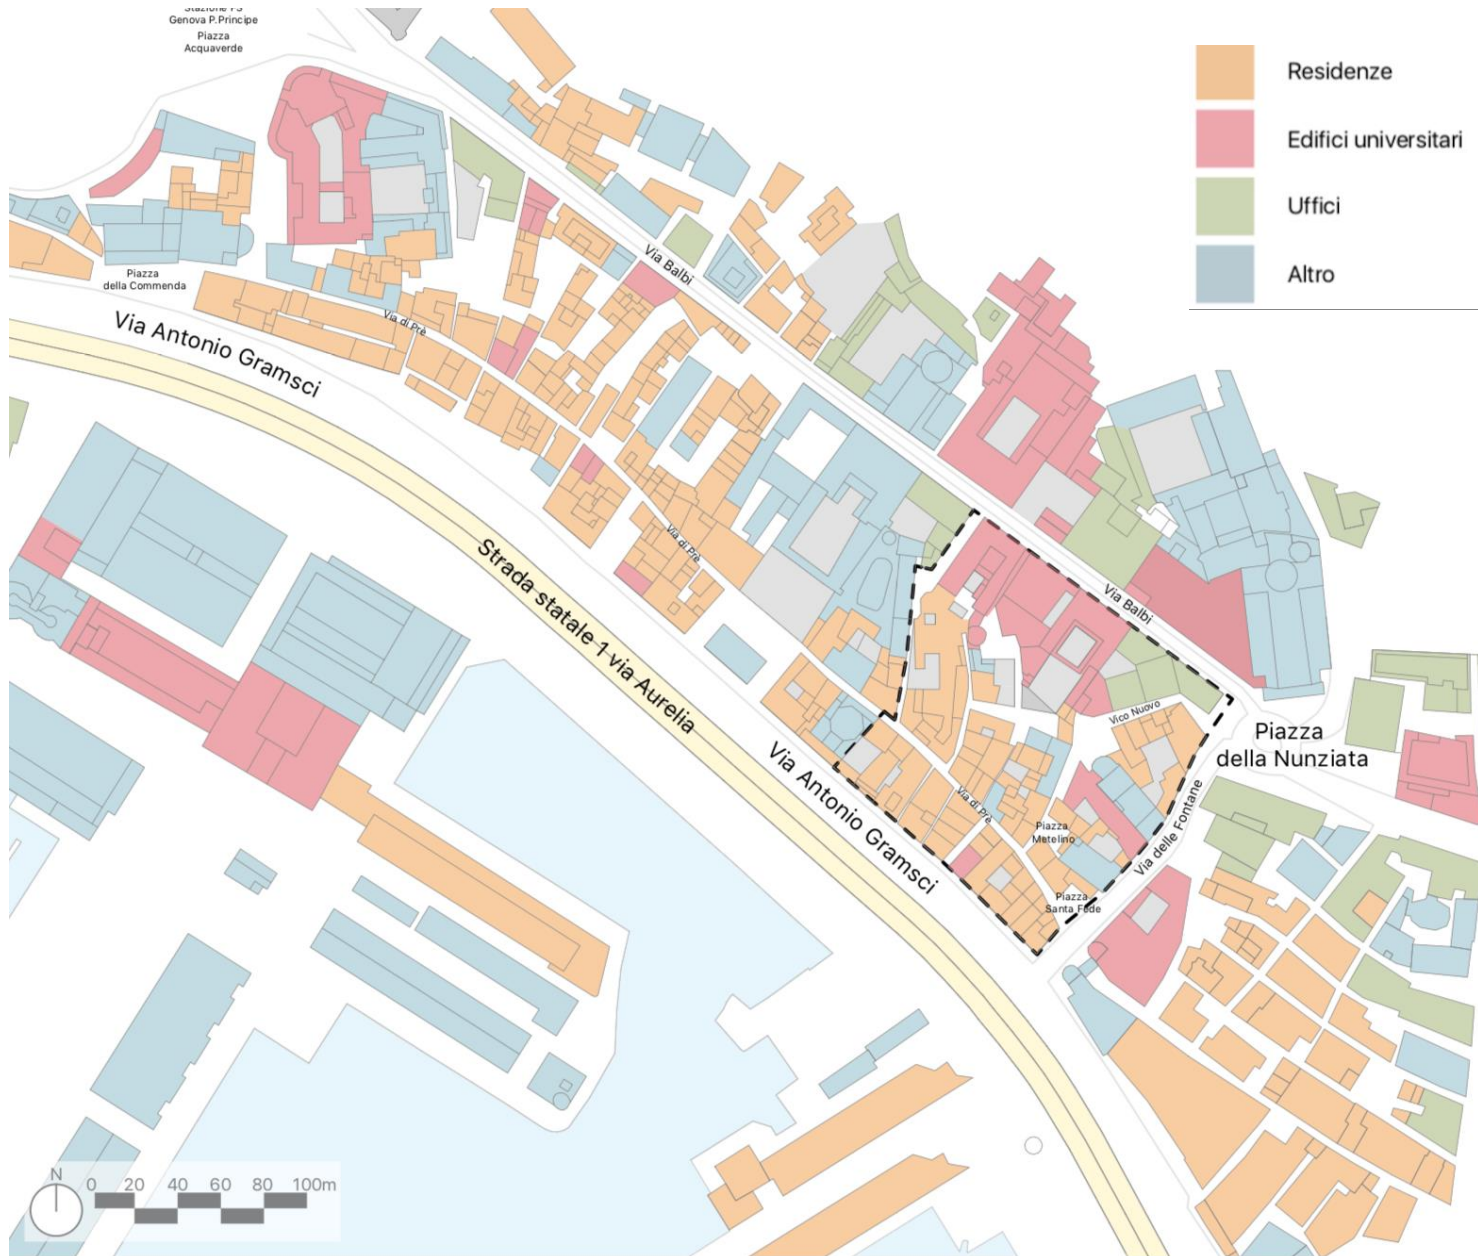 Stazione FS
Genova P.Principe
Piazza
Acquaverde
Residenze
Edifici universitari
Uffici
Altro
Via Balbi
Piazza
della Commenda
Via di Prè
Via Antonio Gramsci
Via di Prè
Strada statale 1 via Aurelia
Via Balbi
Vico Nuovo
Piazza
della Nunziata
Via Antonio Gramsci
Via di Prè
Piazza
Metelino
Via delle Fontane
Piazza
Santa Fede
N
0 20 40 60 80 100m